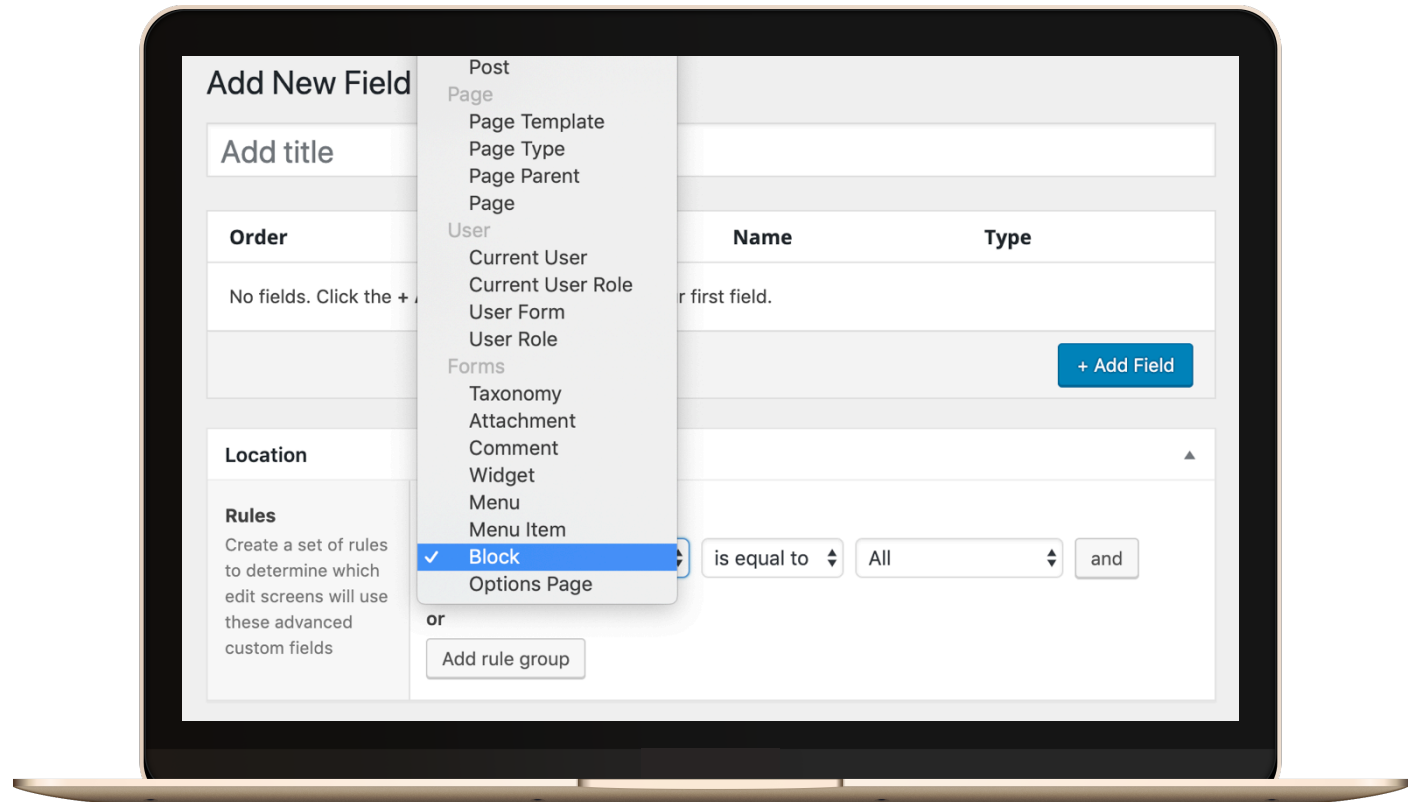 Add New Field
Add title
Order
Name
Type
No fields. Click the +
r first field.
+ Add Field
Post
Page
Page Template
Page Type
Page Parent
Page
User
Current User
Current User Role
User Form
User Role
Forms
Taxonomy
Attachment
Comment
Widget
Menu
Menu Item
Block
Options Page
Location
Rules
Create a set of rules
to determine which
edit screens will use
these advanced
custom fields
is equal to
All
and
or
Add rule group